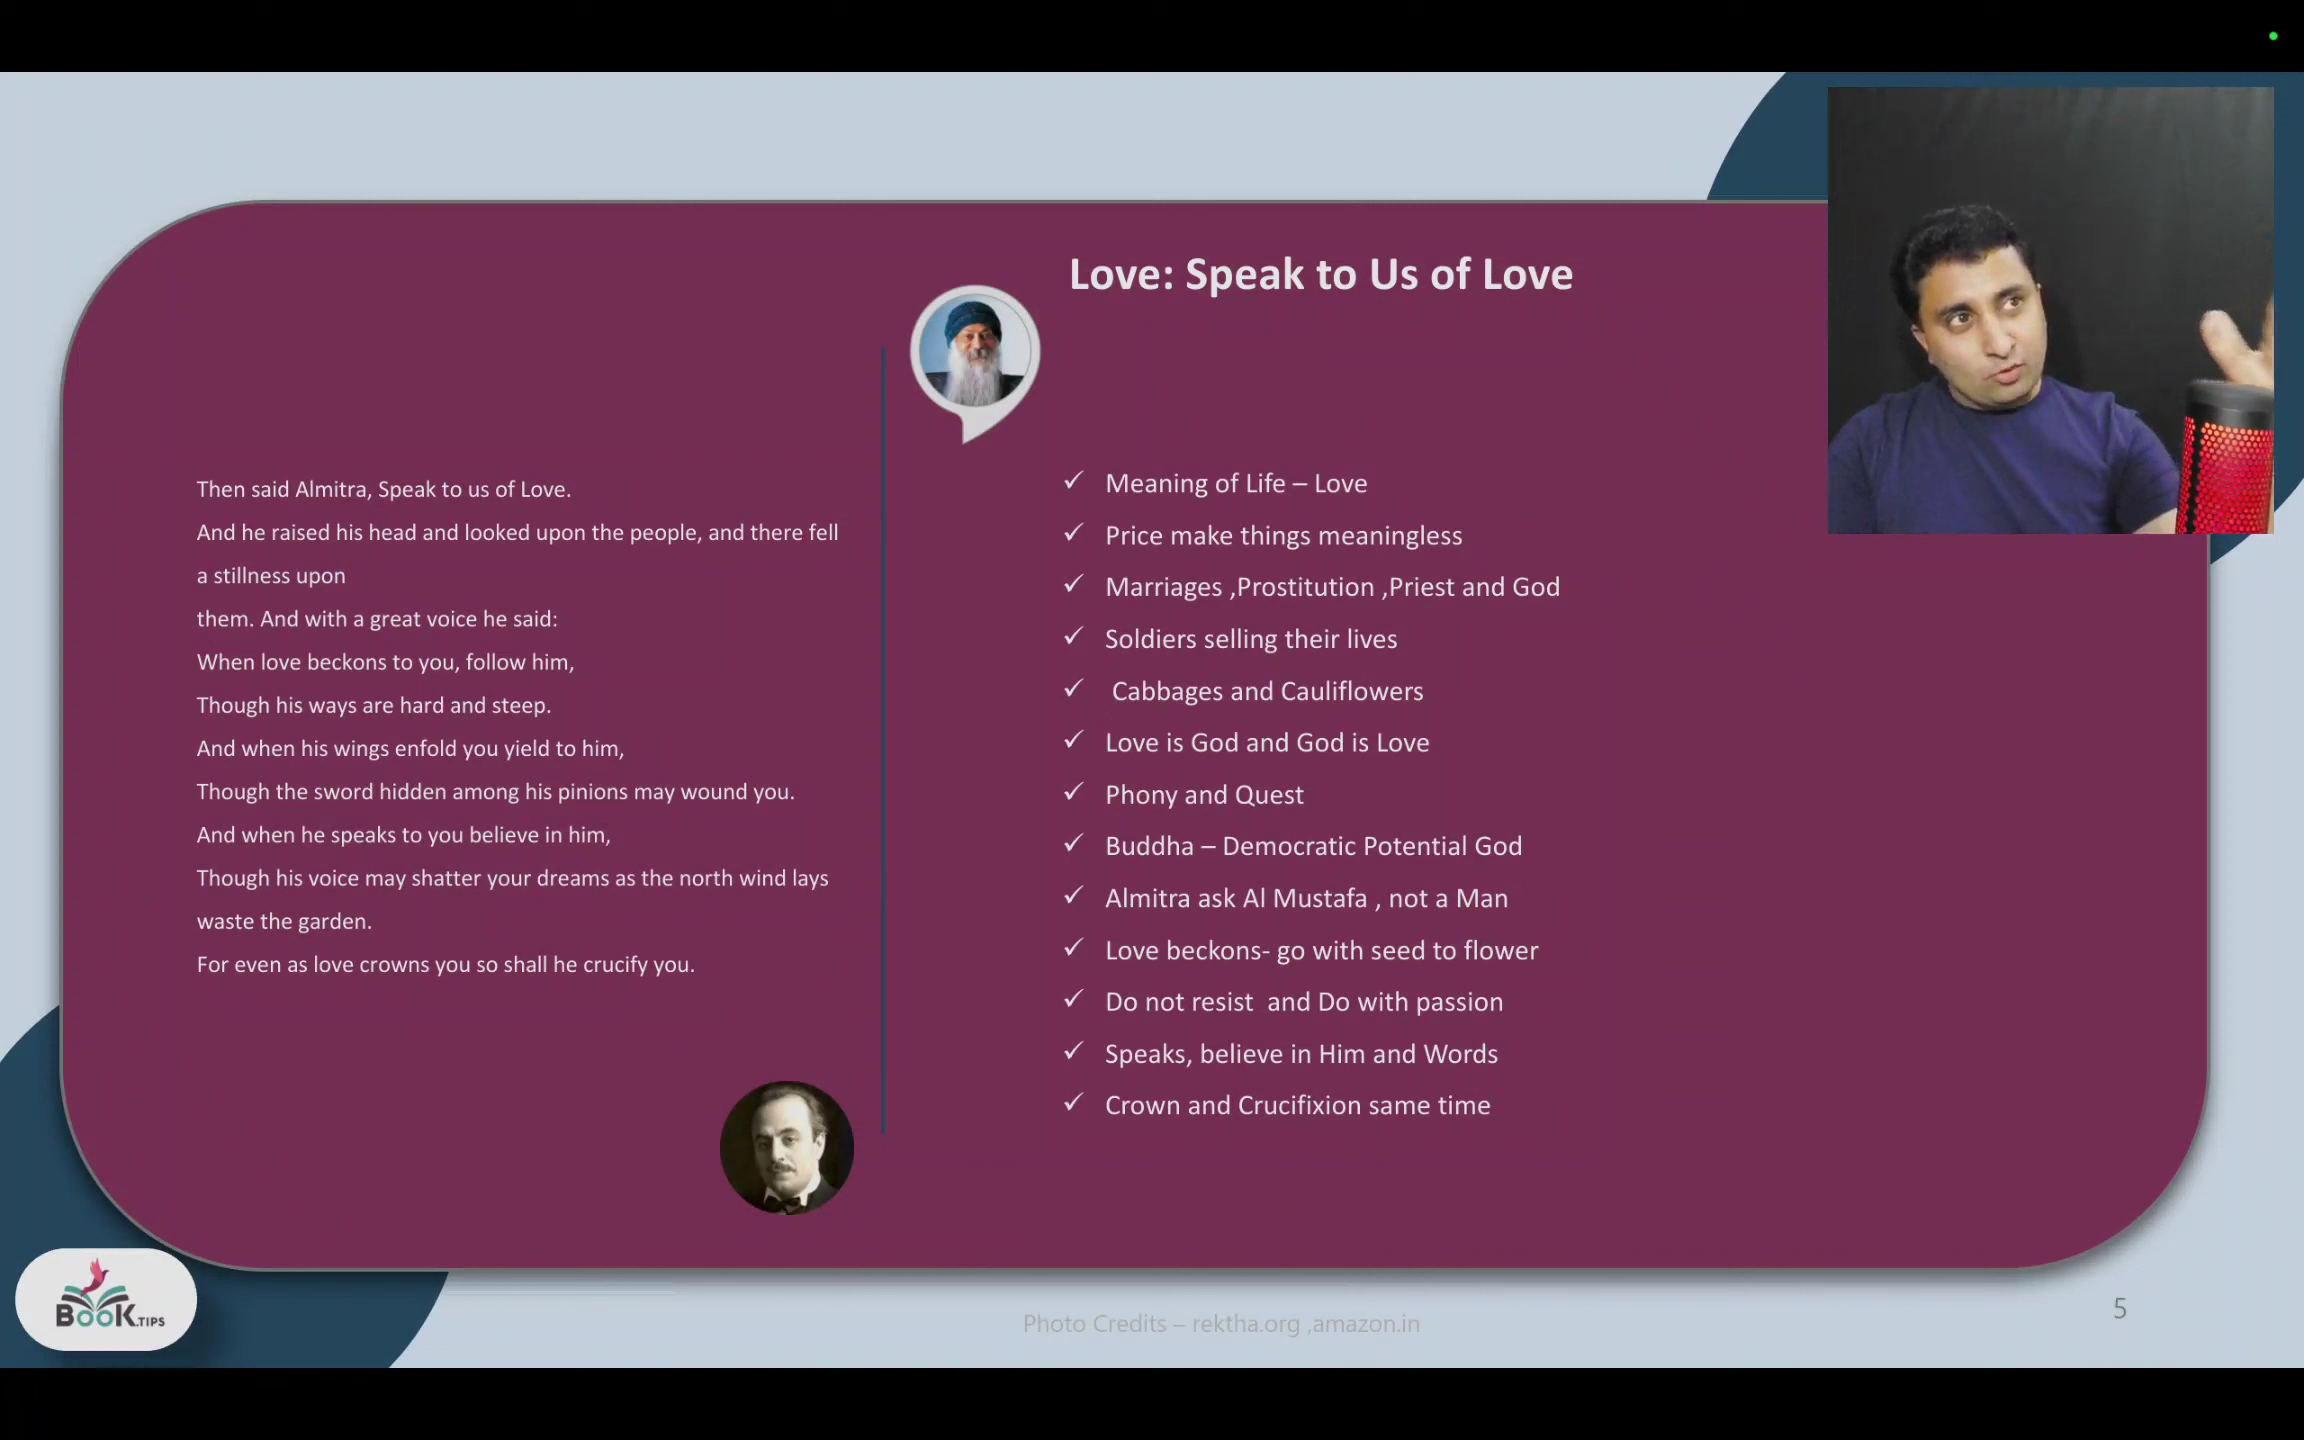 Love: Speak to Us of Love
Then said Almitra, Speak to us of Love.
And he raised his head and looked upon the people, and there fell
a stillness upon
them. And with a great voice he said:
When love beckons to you, follow him,
Though his ways are hard and steep.
And when his wings enfold you yield to him,
Though the sword hidden among his pinions may wound you.
And when he speaks to you believe in him,
Though his voice may shatter your dreams as the north wind lays
waste the garden.
For even as love crowns you so shall he crucify you.
Meaning of Life – Love
Price make things meaningless
Marriages ,Prostitution ,Priest and God
Soldiers selling their lives
Cabbages and Cauliflowers
Love is God and God is Love
Phony and Quest
Buddha – Democratic Potential God
Almitra ask Al Mustafa , not a Man
Love beckons- go with seed to flower
Do not resist  and Do with passion
Speaks, believe in Him and Words
Crown and Crucifixion same time
BooK.TIPS
Photo Credits – rektha.org ,amazon.in
5